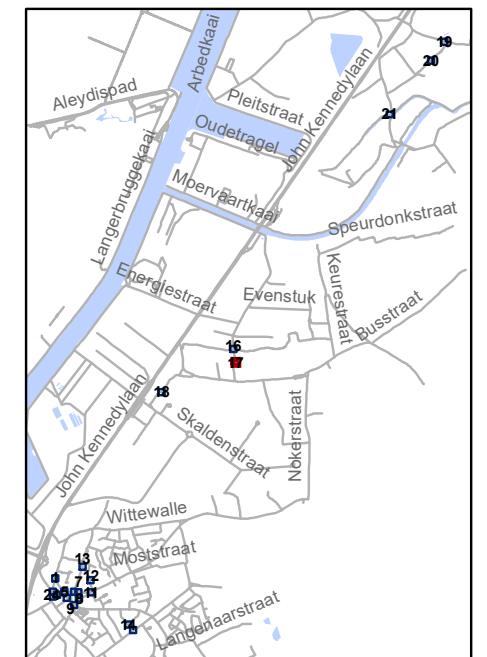 19
20
21
Arbedkaai
Aleydispad
Pleitstraat
John Kennedylaan
Oudetragel
Langerbruggekaai
Moervaartkaai
Speurdonkstraat
Energiestraat
Evenstuk
Keurestraat
Busstraat
16
17
18
John Kennedylaan
Skaldenstraat
Nokerstraat
Wittewalle
Moststraat
13
12
7
11
8
9
14
Langenaarstraat